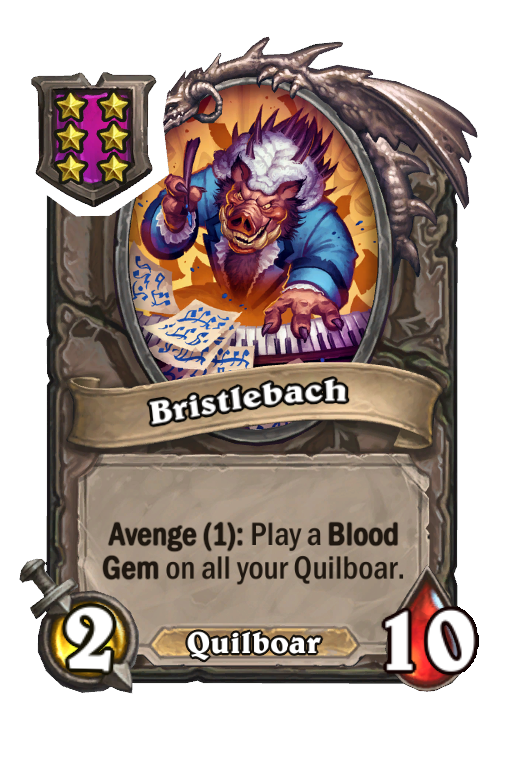 Bristlebach
Avenge (1): Play a Blood
Gem on all your Quilboar.
2
Quilboar
10